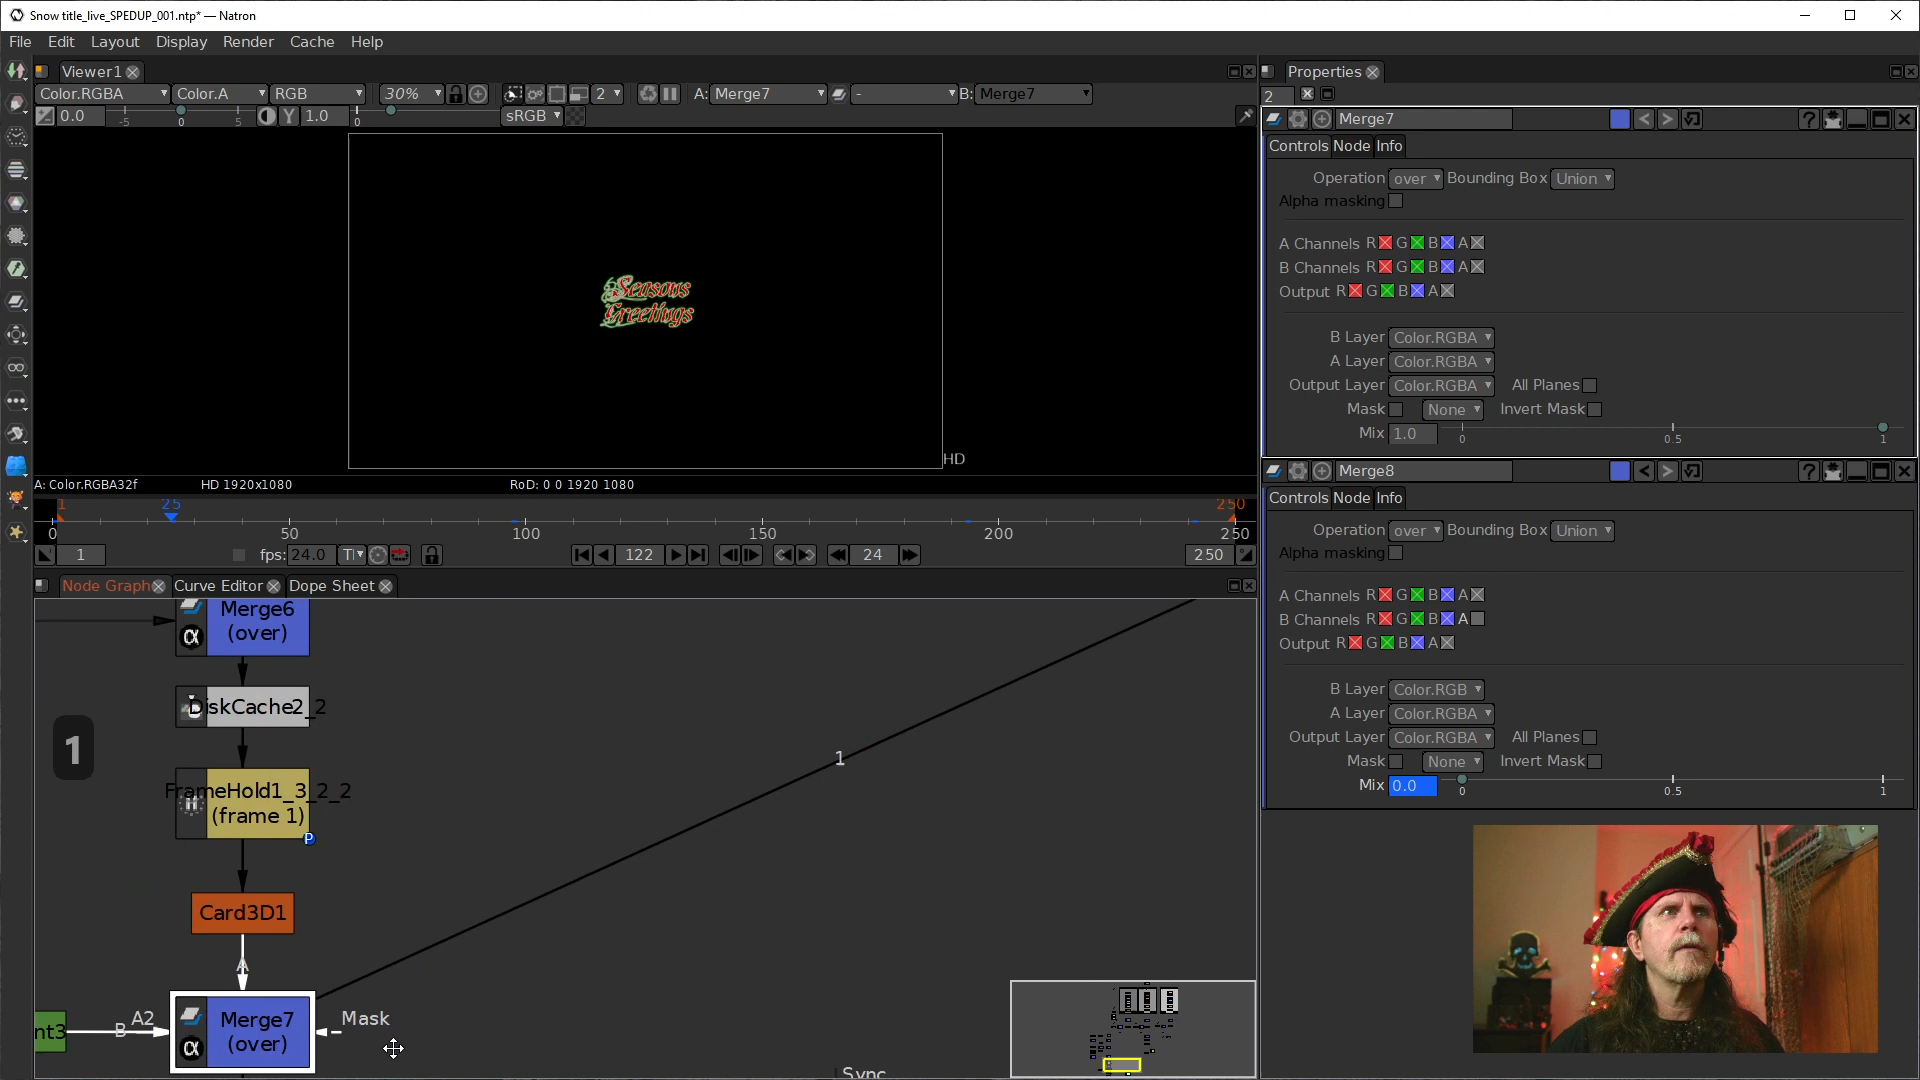 Snow title_live_SPEDUP_001.ntp* — Natron
File Edit Layout Display Render Cache Help
Viewer1
Color.RGBA Color.A RGB 30% 2 A: Merge7 - B: Merge7
0.0 -5 0 5 Y 1.0 0 sRGB
Seasons
Greetings
HD
A: Color.RGBA32f HD 1920x1080 RoD: 0 0 1920 1080
1 25 250
0 50 100 150 200 250
1 fps: 24.0 122 24 250
Node Graph Curve Editor Dope Sheet
Merge6
(over)
DiskCache2_2
1
FrameHold1_3_2_2
(frame 1)
P
1
Card3D1
A
nt3 B A2
Merge7
(over)
Mask
Sync
Properties
2
Merge7
Controls Node Info
Operation over Bounding Box Union
Alpha masking
A Channels R G B A
B Channels R G B A
Output R G B A
B Layer Color.RGBA
A Layer Color.RGBA
Output Layer Color.RGBA All Planes
Mask None Invert Mask
Mix 1.0 0 0.5 1
Merge8
Controls Node Info
Operation over Bounding Box Union
Alpha masking
A Channels R G B A
B Channels R G B A
Output R G B A
B Layer Color.RGB
A Layer Color.RGBA
Output Layer Color.RGBA All Planes
Mask None Invert Mask
Mix 0.0 0 0.5 1